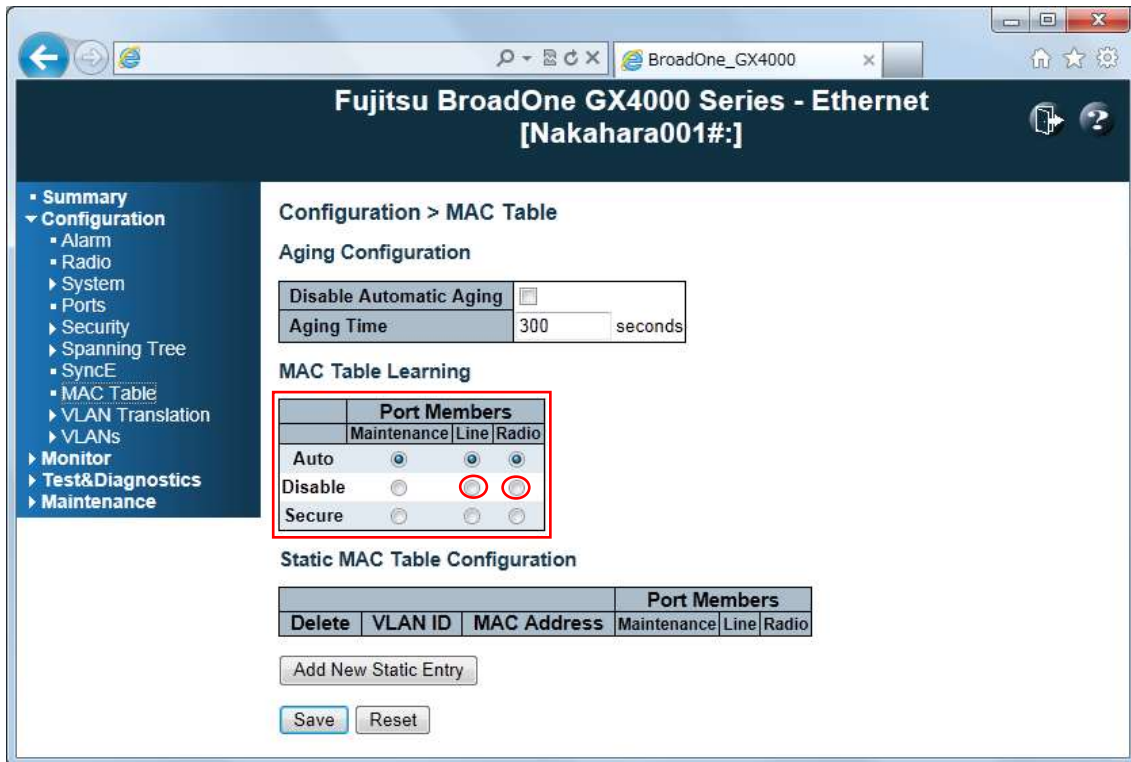 BroadOne_GX4000
Fujitsu BroadOne GX4000 Series - Ethernet
[Nakahara001#:]
Summary
Configuration
Alarm
Radio
System
Ports
Security
Spanning Tree
SyncE
MAC Table
VLAN Translation
VLANs
Monitor
Test&Diagnostics
Maintenance
Configuration > MAC Table
Aging Configuration
Disable Automatic Aging
Aging Time 300 seconds
MAC Table Learning
Port Members
Maintenance Line Radio
Auto
Disable
Secure
Static MAC Table Configuration
Port Members
Delete VLAN ID MAC Address Maintenance Line Radio
Add New Static Entry
Save Reset